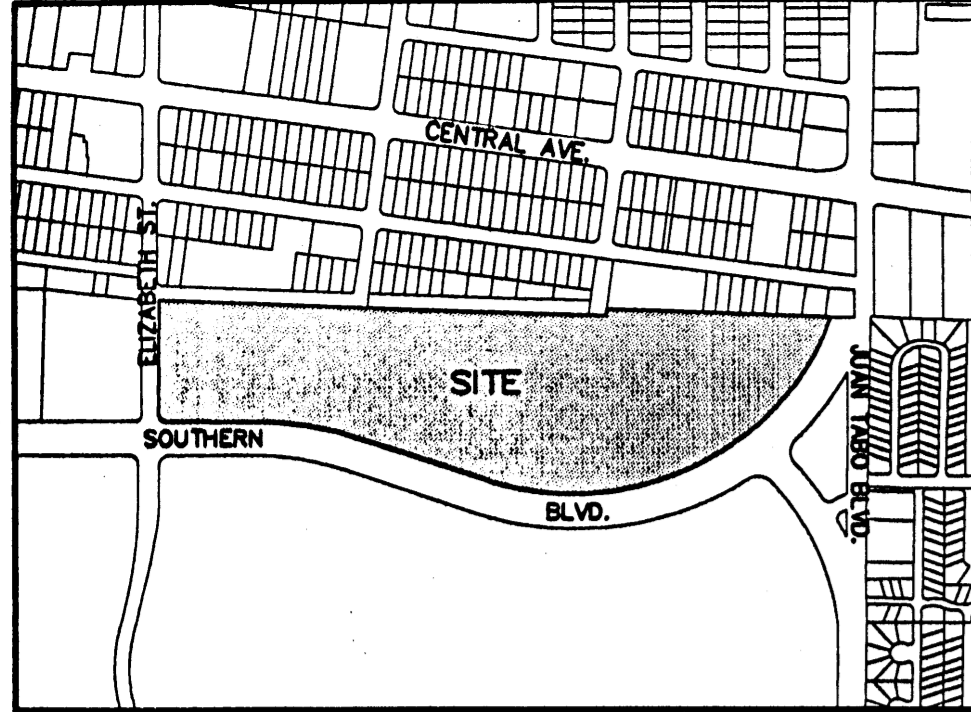 CENTRAL AVE.
ELIZABETH ST.
SITE
JUAN TABO BLVD.
SOUTHERN
BLVD.